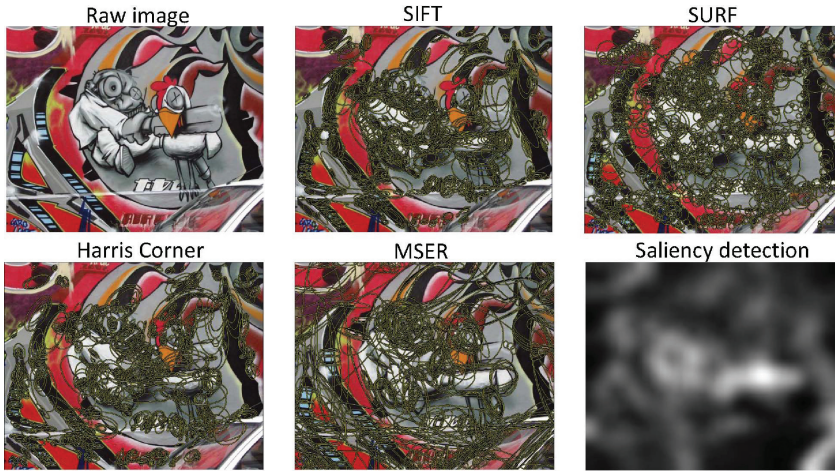 Raw image
SIFT
SURF
Harris Corner
MSER
Saliency detection